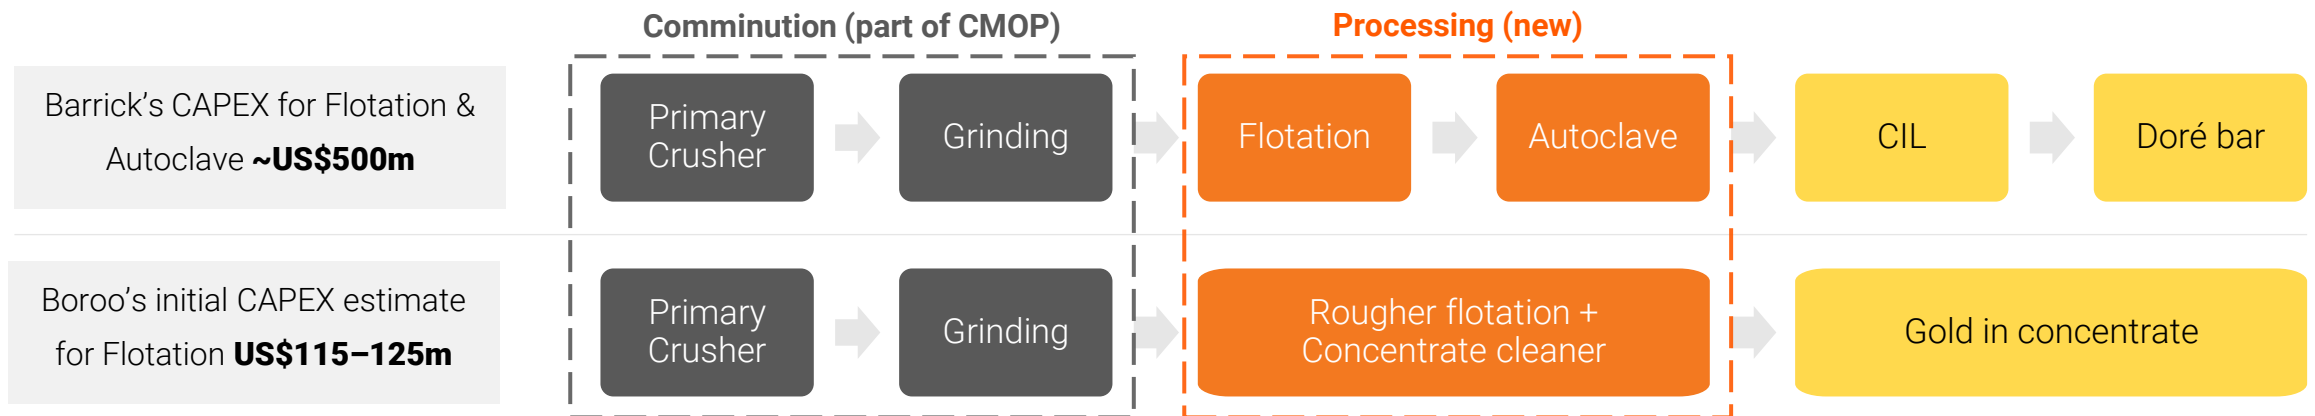 Comminution (part of CMOP)
Processing (new)
Barrick’s CAPEX for Flotation &
Autoclave ~US$500m
Primary
Crusher
Grinding
Flotation
Autoclave
CIL
Doré bar
Boroo’s initial CAPEX estimate
for Flotation US$115–125m
Primary
Crusher
Grinding
Rougher flotation +
Concentrate cleaner
Gold in concentrate